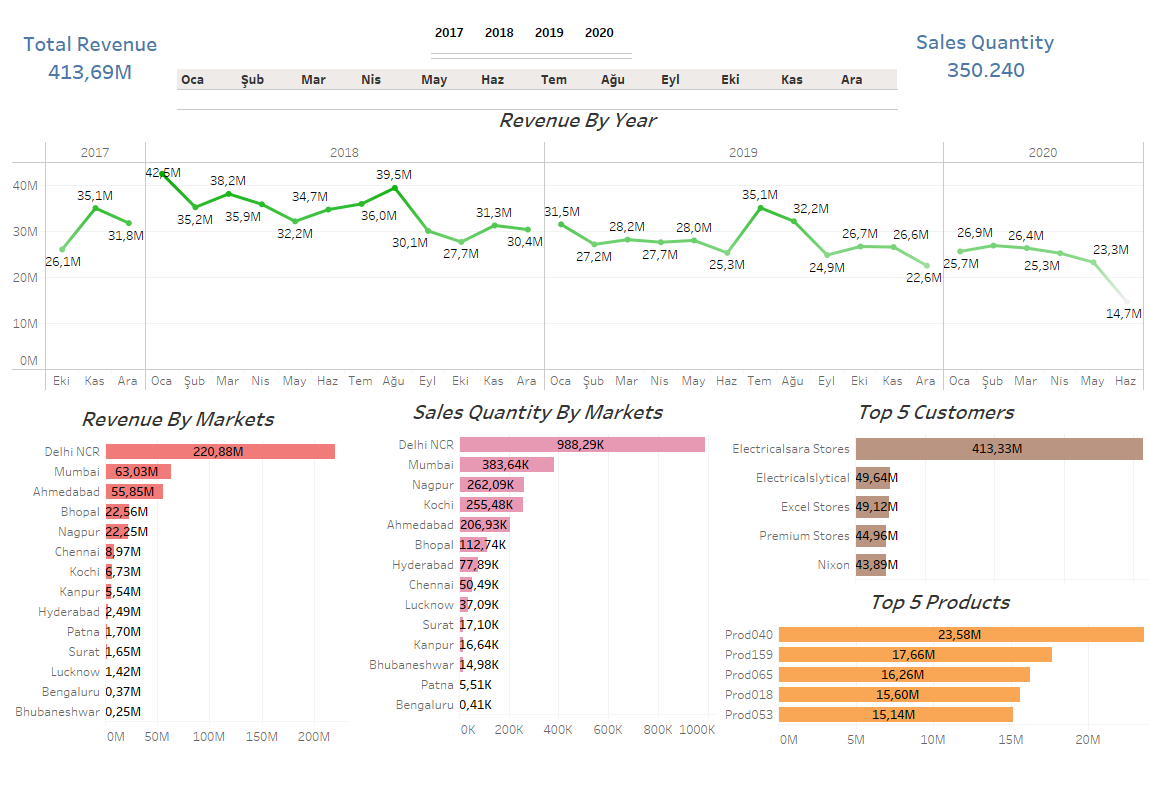 Total Revenue
413,69M
2017 2018 2019 2020
Oca Şub Mar Nis May Haz Tem Ağu Eyl Eki Kas Ara
Sales Quantity
350.240
Revenue By Year
2017 2018 2019 2020
40M
30M
20M
10M
0M
26,1M 35,1M 31,8M
42,5M 35,2M 38,2M 35,9M 32,2M 34,7M 36,0M 39,5M 30,1M 27,7M 31,3M 30,4M
31,5M 27,2M 28,2M 27,7M 28,0M 25,3M 35,1M 32,2M 24,9M 26,7M 26,6M 22,6M
25,7M 26,9M 26,4M 25,3M 23,3M 14,7M
Eki Kas Ara Oca Şub Mar Nis May Haz Tem Ağu Eyl Eki Kas Ara Oca Şub Mar Nis May Haz Tem Ağu Eyl Eki Kas Ara Oca Şub Mar Nis May Haz
Revenue By Markets
Delhi NCR 220,88M
Mumbai 63,03M
Ahmedabad 55,85M
Bhopal 22,56M
Nagpur 22,25M
Chennai 8,97M
Kochi 6,73M
Kanpur 5,54M
Hyderabad 2,49M
Patna 1,70M
Surat 1,65M
Lucknow 1,42M
Bengaluru 0,37M
Bhubaneshwar 0,25M
0M 50M 100M 150M 200M
Sales Quantity By Markets
Delhi NCR 988,29K
Mumbai 383,64K
Nagpur 262,09K
Kochi 255,48K
Ahmedabad 206,93K
Bhopal 112,74K
Hyderabad 77,89K
Chennai 50,49K
Lucknow 37,09K
Surat 17,10K
Kanpur 16,64K
Bhubaneshwar 14,98K
Patna 5,51K
Bengaluru 0,41K
0K 200K 400K 600K 800K 1000K
Top 5 Customers
Electricalsara Stores 413,33M
Electricalslytical 49,64M
Excel Stores 49,12M
Premium Stores 44,96M
Nixon 43,89M
Top 5 Products
Prod040 23,58M
Prod159 17,66M
Prod065 16,26M
Prod018 15,60M
Prod053 15,14M
0M 5M 10M 15M 20M